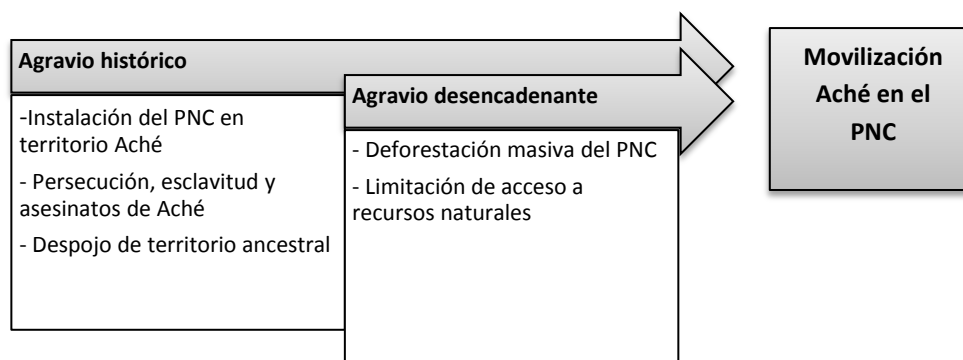 Agravio histórico
-Instalación del PNC en
territorio Aché
- Persecución, esclavitud y
asesinatos de Aché
- Despojo de territorio ancestral
Agravio desencadenante
- Deforestación masiva del PNC
- Limitación de acceso a
recursos naturales
Movilización
Aché en el
PNC